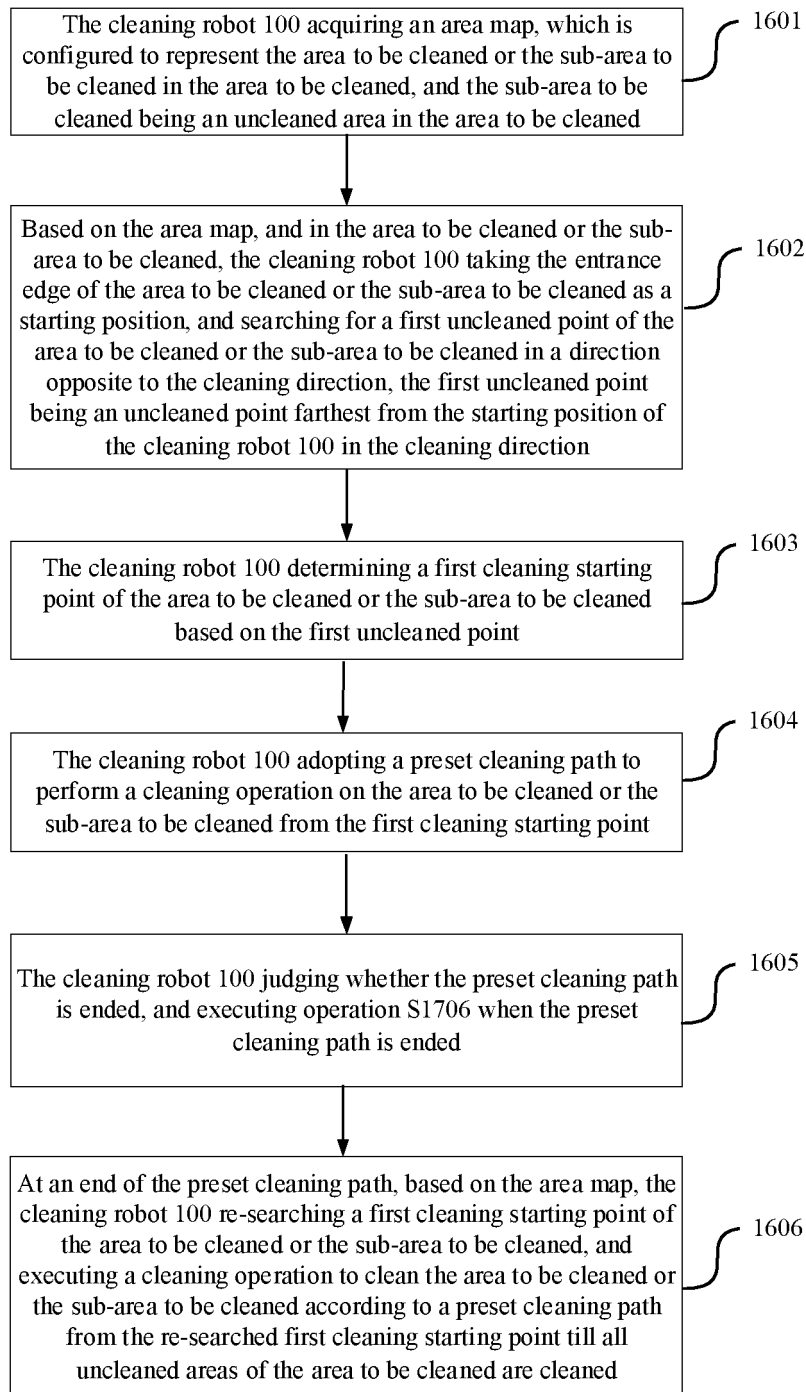 The cleaning robot 100 acquiring an area map, which is
configured to represent the area to be cleaned or the sub-area to
be cleaned in the area to be cleaned, and the sub-area to be
cleaned being an uncleaned area in the area to be cleaned
1601
Based on the area map, and in the area to be cleaned or the sub-
area to be cleaned, the cleaning robot 100 taking the entrance
edge of the area to be cleaned or the sub-area to be cleaned as a
starting position, and searching for a first uncleaned point of the
area to be cleaned or the sub-area to be cleaned in a direction
opposite to the cleaning direction, the first uncleaned point
being an uncleaned point farthest from the starting position of
the cleaning robot 100 in the cleaning direction
1602
The cleaning robot 100 determining a first cleaning starting
point of the area to be cleaned or the sub-area to be cleaned
based on the first uncleaned point
1603
The cleaning robot 100 adopting a preset cleaning path to
perform a cleaning operation on the area to be cleaned or the
sub-area to be cleaned from the first cleaning starting point
1604
The cleaning robot 100 judging whether the preset cleaning path
is ended, and executing operation S1706 when the preset
cleaning path is ended
1605
At an end of the preset cleaning path, based on the area map, the
cleaning robot 100 re-searching a first cleaning starting point of
the area to be cleaned or the sub-area to be cleaned, and
executing a cleaning operation to clean the area to be cleaned or
the sub-area to be cleaned according to a preset cleaning path
from the re-searched first cleaning starting point till all
uncleaned areas of the area to be cleaned are cleaned
1606